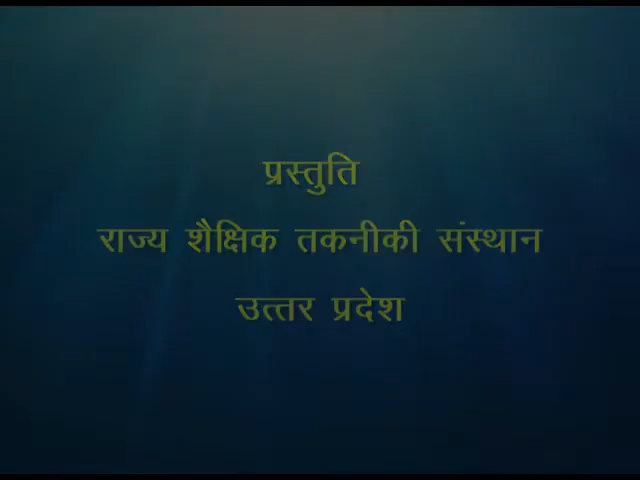 प्रस्तुति
राज्य शैक्षिक तकनीकी संस्थान
उत्तर प्रदेश